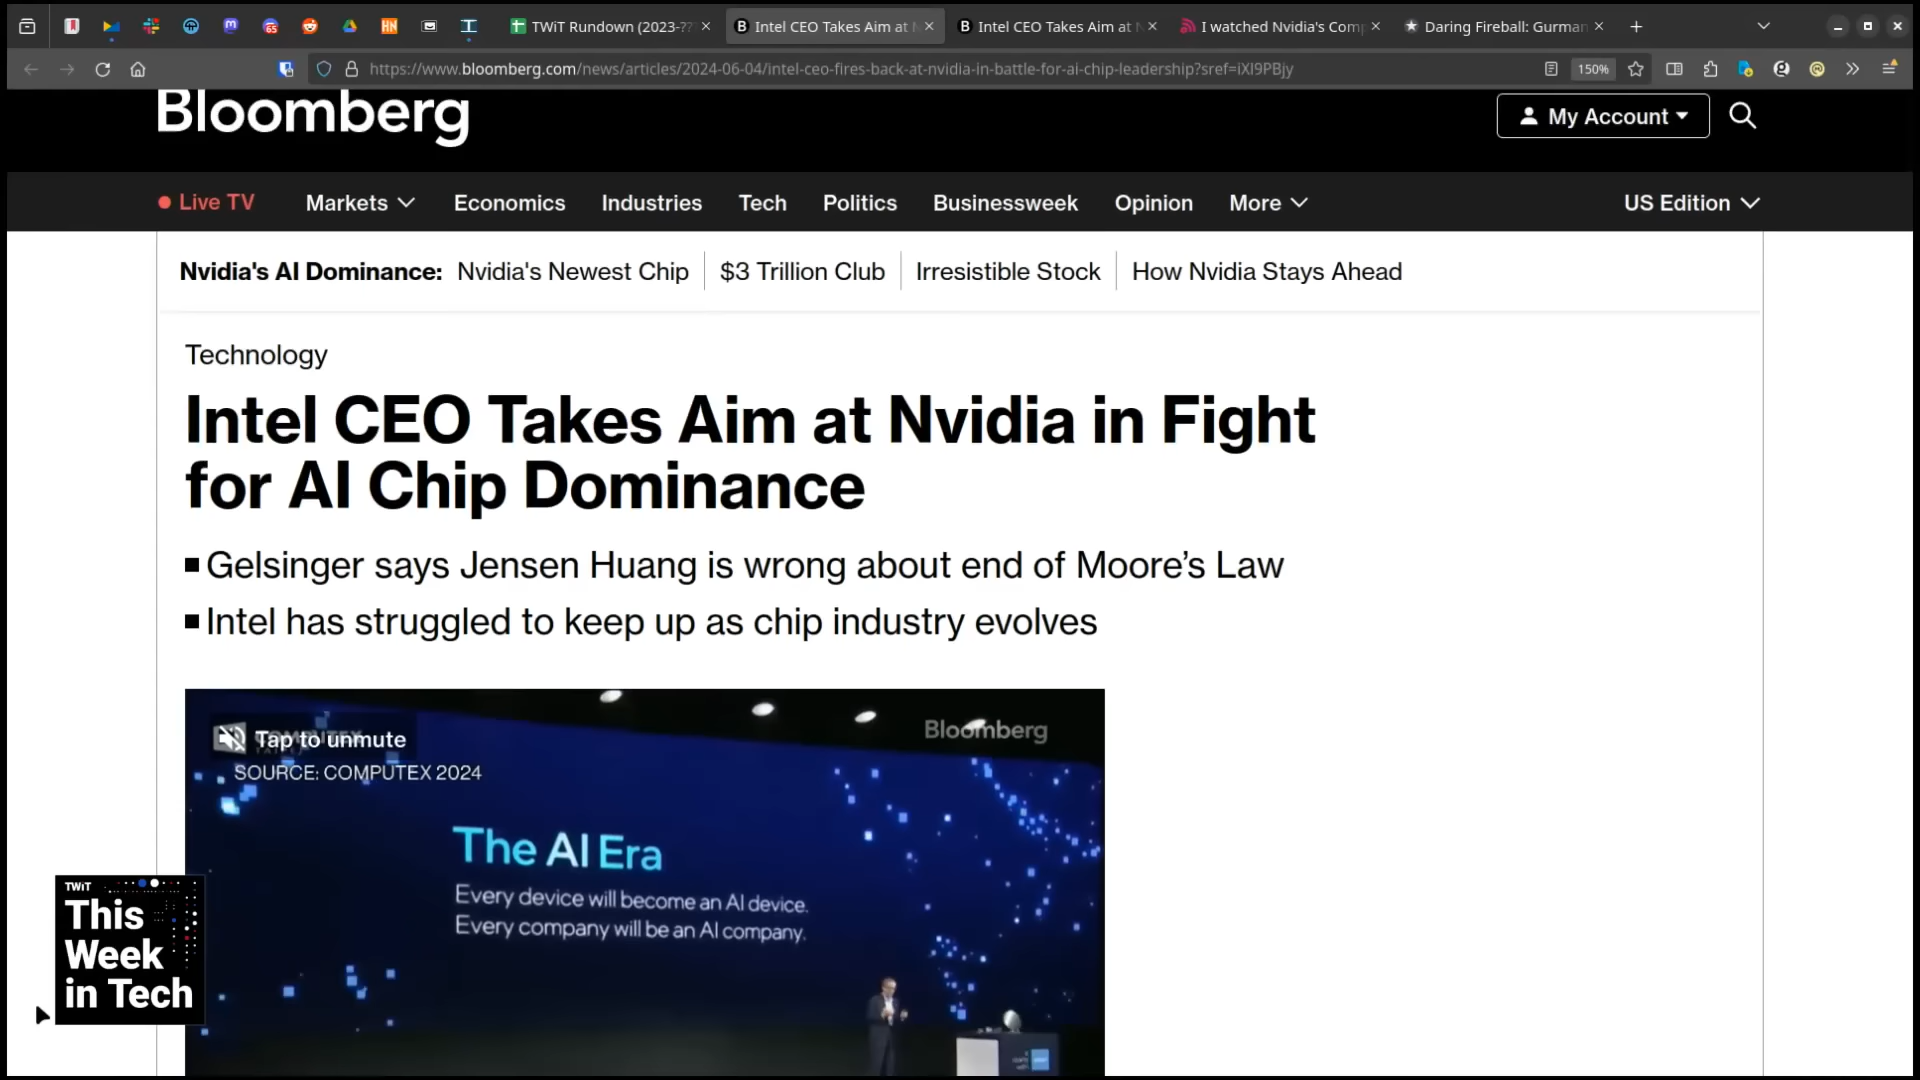 65
HN
TWiT Rundown (2023-??
Intel CEO Takes Aim at N
Intel CEO Takes Aim at N
I watched Nvidia's Comp
Daring Fireball: Gurman
https://www.bloomberg.com/news/articles/2024-06-04/intel-ceo-fires-back-at-nvidia-in-battle-for-ai-chip-leadership?sref=iXI9PBjy
150%
Bloomberg
My Account
Live TV
Markets
Economics
Industries
Tech
Politics
Businessweek
Opinion
More
US Edition
Nvidia's AI Dominance:
Nvidia's Newest Chip
$3 Trillion Club
Irresistible Stock
How Nvidia Stays Ahead
Technology
Intel CEO Takes Aim at Nvidia in Fight
for AI Chip Dominance
Gelsinger says Jensen Huang is wrong about end of Moore’s Law
Intel has struggled to keep up as chip industry evolves
Tap to unmute
Bloomberg
SOURCE: COMPUTEX 2024
The AI Era
Every device will become an AI device.
Every company will be an AI company.
TWiT
This
Week
in Tech